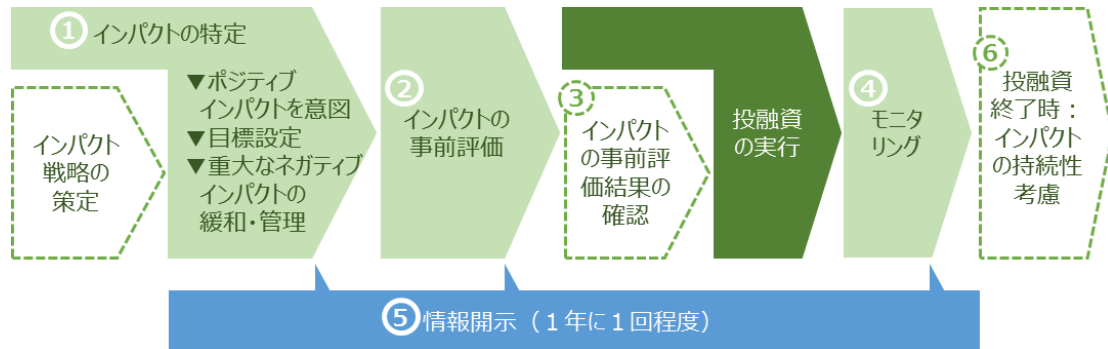 ① インパクトの特定
インパクト
戦略の
策定
▼ポジティブ
インパクトを意図
▼目標設定
▼重大なネガティブ
インパクトの
緩和・管理
②
インパクトの
事前評価
③
インパクト
の事前評
価結果の
確認
投融資
の実行
④
モニタ
リング
⑥
投融資
終了時：
インパクト
の持続性
考慮
⑤情報開示（１年に１回程度）